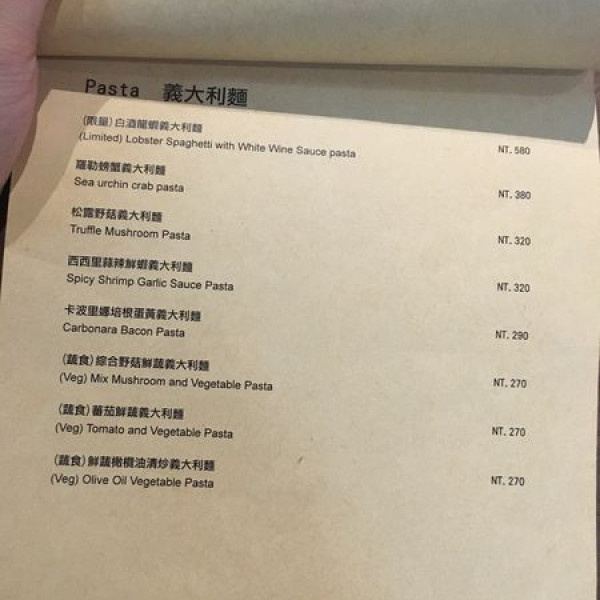 Pasta 義大利麵
(限量)白酒龍蝦義大利麵
(Limited) Lobster Spaghetti with White Wine Sauce pasta NT.580
羅勒螃蟹義大利麵
Sea urchin crab pasta NT.380
松露野菇義大利麵
Truffle Mushroom Pasta NT.320
西西里蒜辣鮮蝦義大利麵
Spicy Shrimp Garlic Sauce Pasta NT.320
卡波里娜培根蛋黃義大利麵
Carbonara Bacon Pasta NT.290
(蔬食)綜合野菇鮮蔬義大利麵
(Veg) Mix Mushroom and Vegetable Pasta NT.270
(蔬食)蕃茄鮮蔬義大利麵
(Veg) Tomato and Vegetable Pasta NT.270
(蔬食)鮮蔬橄欖油清炒義大利麵
(Veg) Olive Oil Vegetable Pasta NT.270